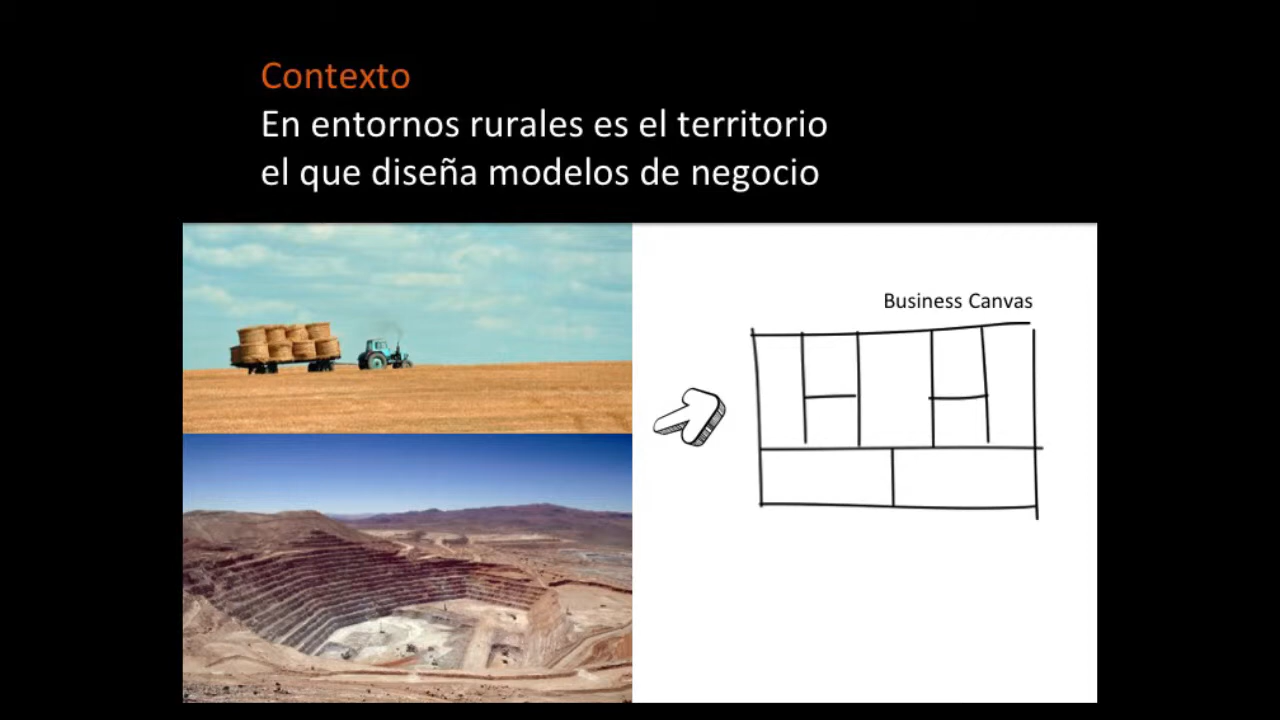 Contexto
En entornos rurales es el territorio
el que diseña modelos de negocio
Business Canvas